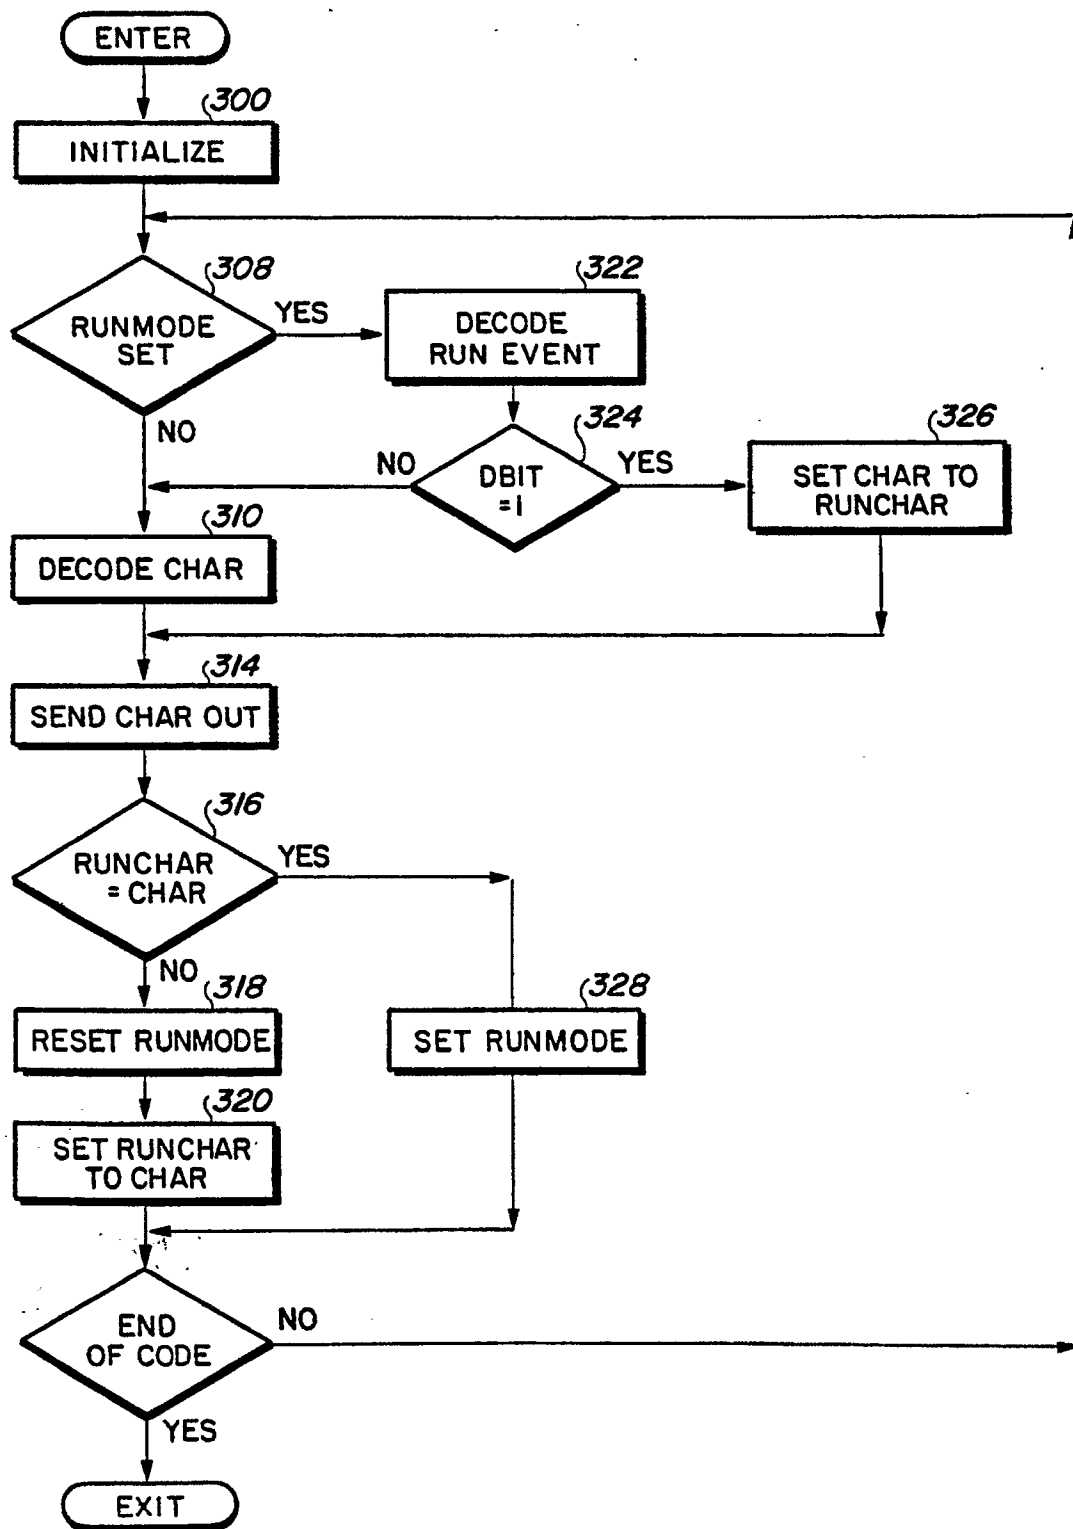 ENTER
300
INITIALIZE
308
RUNMODE
SET
YES
NO
322
DECODE
RUN EVENT
324
DBIT
=1
NO
YES
326
SET CHAR TO
RUNCHAR
310
DECODE CHAR
314
SEND CHAR OUT
316
RUNCHAR
= CHAR
YES
NO
318
RESET RUNMODE
328
SET RUNMODE
320
SET RUNCHAR
TO CHAR
END
OF CODE
NO
YES
EXIT